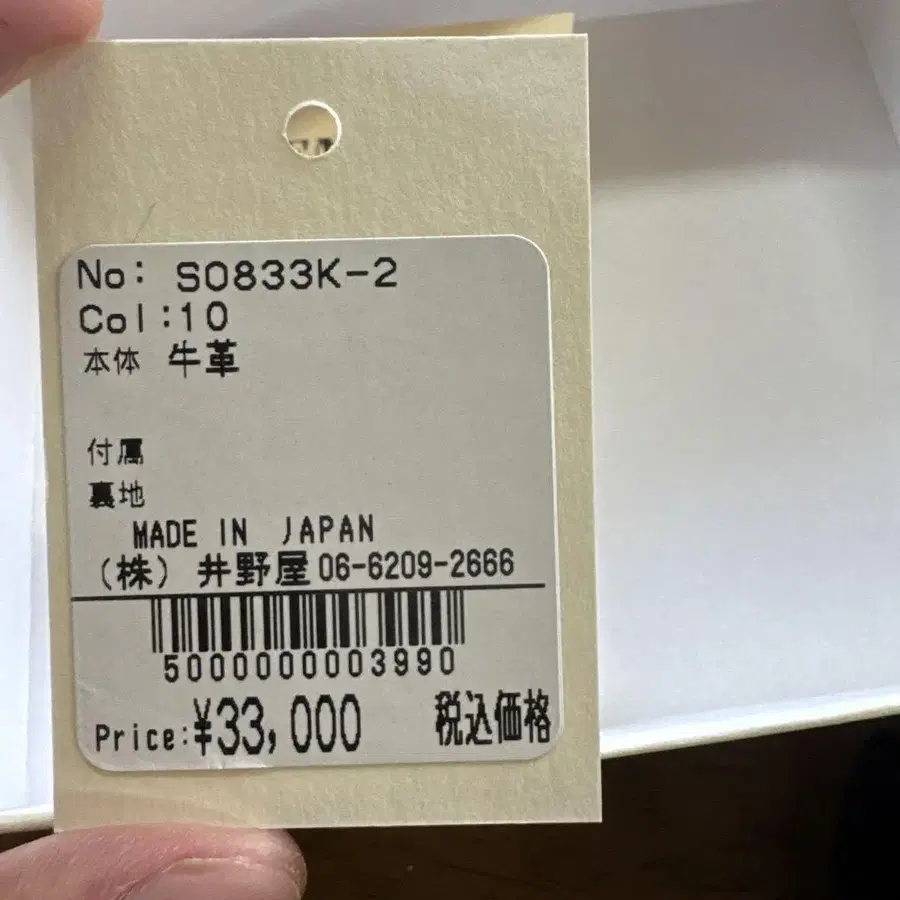 No: SO833K-2
Col:10
本体 牛革
付属
裏地
MADE IN JAPAN
(株) 井野屋 06-6209-2666
5000000003990
Price:¥33,000 税込価格